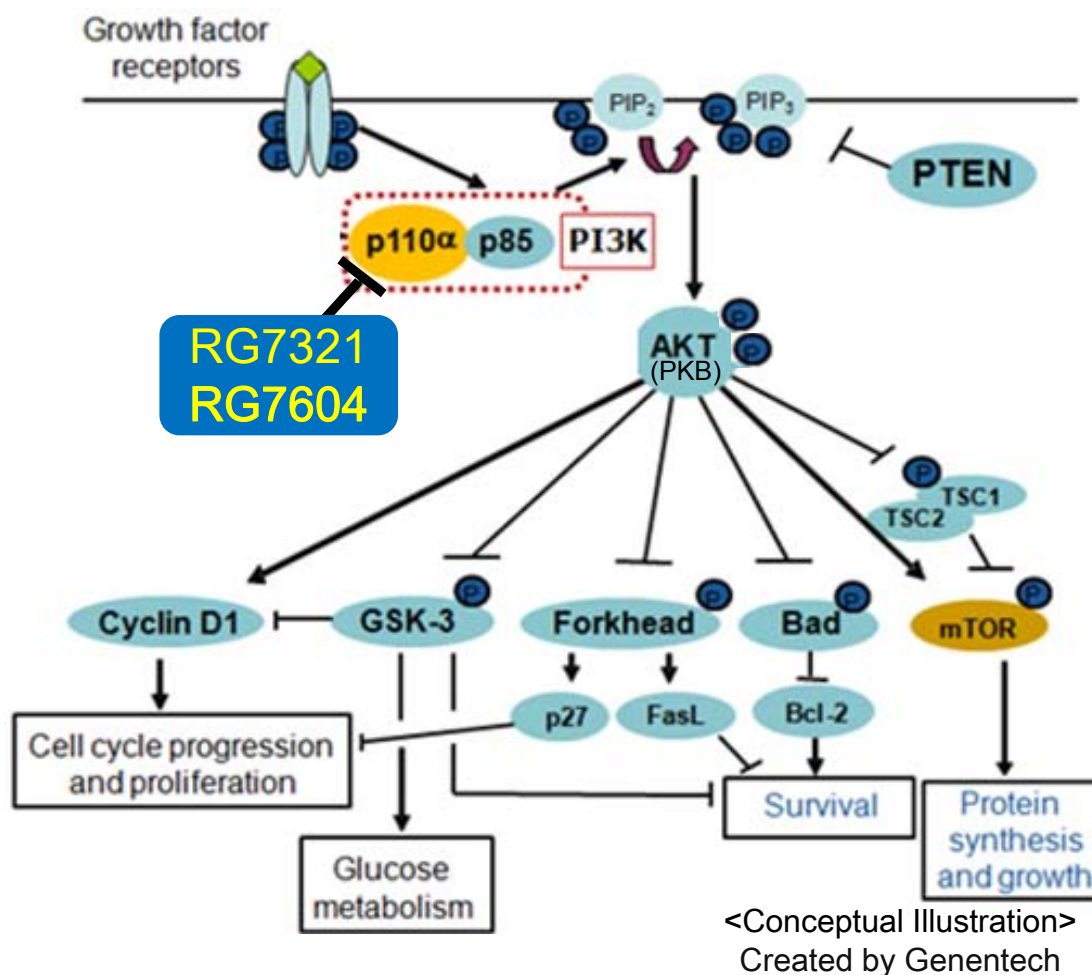 Growth factor
receptors
P
P
P
P
PIP2
P
P
PIP3
P
P
P
PTEN
p110α
p85
PI3K
RG7321
RG7604
AKT
(PKB)
P
P
P
TSC1
TSC2
Cyclin D1
GSK-3
P
Forkhead
P
Bad
P
mTOR
P
p27
FasL
Bcl-2
Cell cycle progression
and proliferation
Survival
Protein
synthesis
and growth
Glucose
metabolism
<Conceptual Illustration>
Created by Genentech